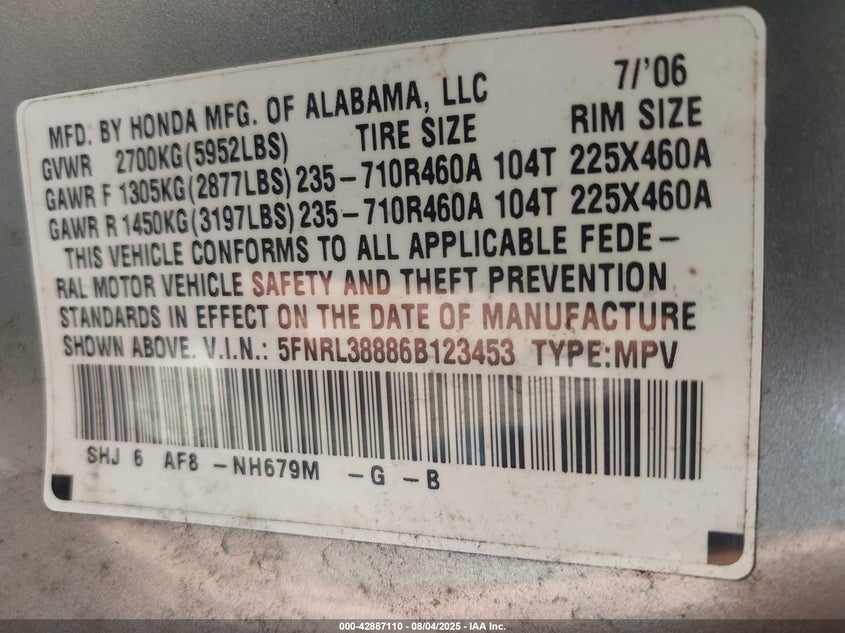 MFD. BY HONDA MFG. OF ALABAMA, LLC 7/'06
GVWR 2700KG(5952LBS) TIRE SIZE RIM SIZE
GAWR F 1305KG(2877LBS) 235-710R460A 104T 225X460A
GAWR R 1450KG(3197LBS) 235-710R460A 104T 225X460A
THIS VEHICLE CONFORMS TO ALL APPLICABLE FEDE-
RAL MOTOR VEHICLE SAFETY AND THEFT PREVENTION
STANDARDS IN EFFECT ON THE DATE OF MANUFACTURE
SHOWN ABOVE. V.I.N.: 5FNRL38886B123453 TYPE:MPV
SHJ 6 AF8 -NH679M -G -B
000-42887110 - 08/04/2025 - IAA Inc.